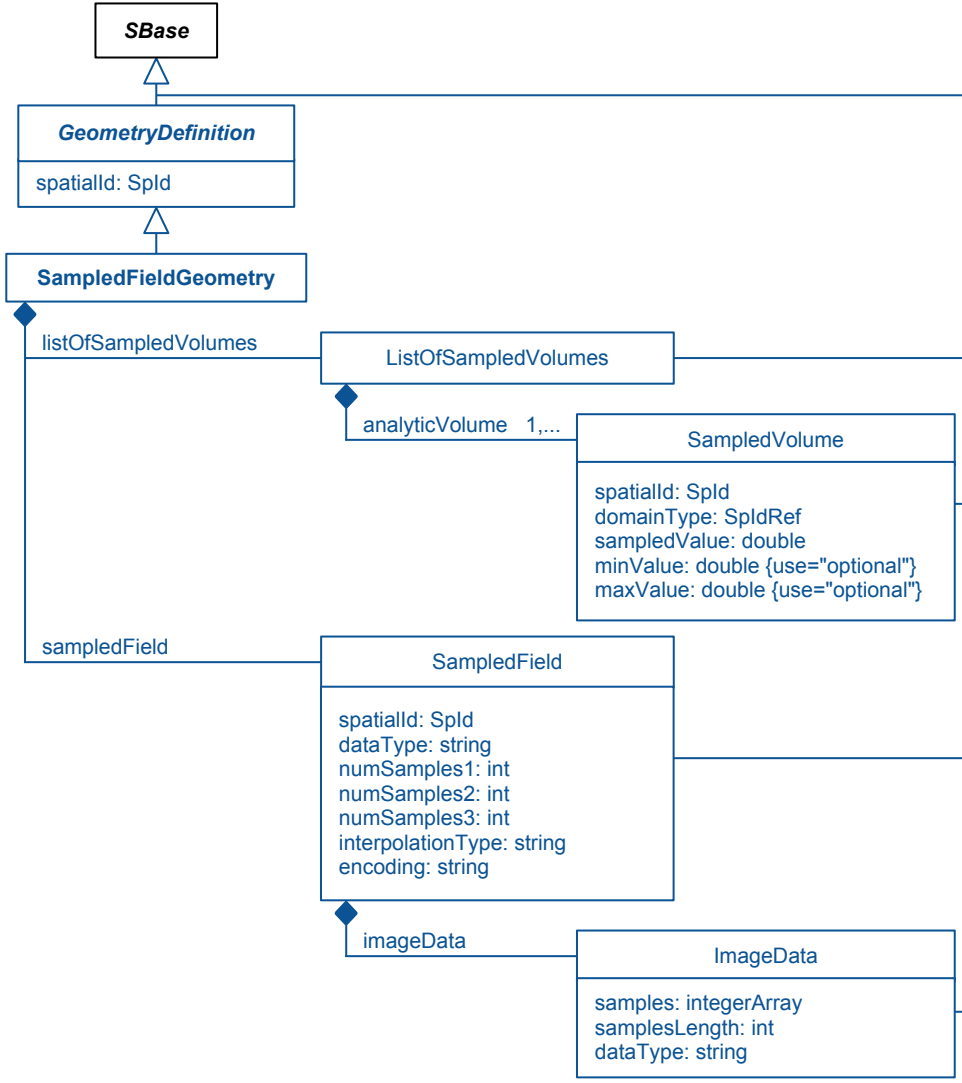 SBase
GeometryDefinition
spatialId: SpId
SampledFieldGeometry
listOfSampledVolumes
ListOfSampledVolumes
analyticVolume 1,...
SampledVolume
spatialId: SpId
domainType: SpIdRef
sampledValue: double
minValue: double {use="optional"}
maxValue: double {use="optional"}
sampledField
SampledField
spatialId: SpId
dataType: string
numSamples1: int
numSamples2: int
numSamples3: int
interpolationType: string
encoding: string
imageData
ImageData
samples: integerArray
samplesLength: int
dataType: string